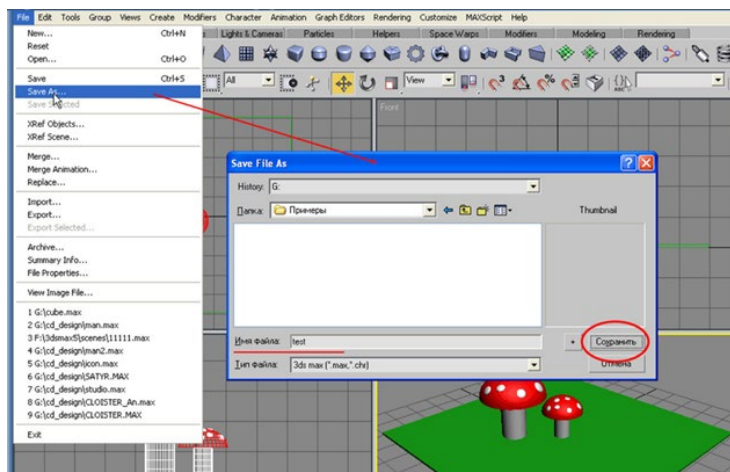 File Edit Tools Group Views Create Modifiers Character Animation Graph Editors Rendering Customize MAXScript Help
New... Ctrl+N
Lights & Cameras Particles Helpers Space Warps Modifiers Modeling Rendering
Reset
Open... Ctrl+O
Save Ctrl+S
All View ABC
Save As...
Save Selected
Front
XRef Objects...
XRef Scene...
Merge...
Merge Animation...
Replace...
Import...
Export...
Export Selected...
Archive...
Summary Info...
File Properties...
View Image File...
1 G:\cube.max
2 G:\cd_design\man.max
3 F:\3dsmax5\scenes\11111.max
4 G:\cd_design\man2.max
5 G:\cd_design\icon.max
6 G:\cd_design\SATYR.MAX
7 G:\cd_design\studio.max
8 G:\cd_design\CLOISTER_An.max
9 G:\cd_design\CLOISTER.MAX
Exit
Save File As
History: G:
Папка: Примеры
Thumbnail
Имя файла: test + Сохранить
Тип файла: 3ds max (*.max,*.chr) Отмена